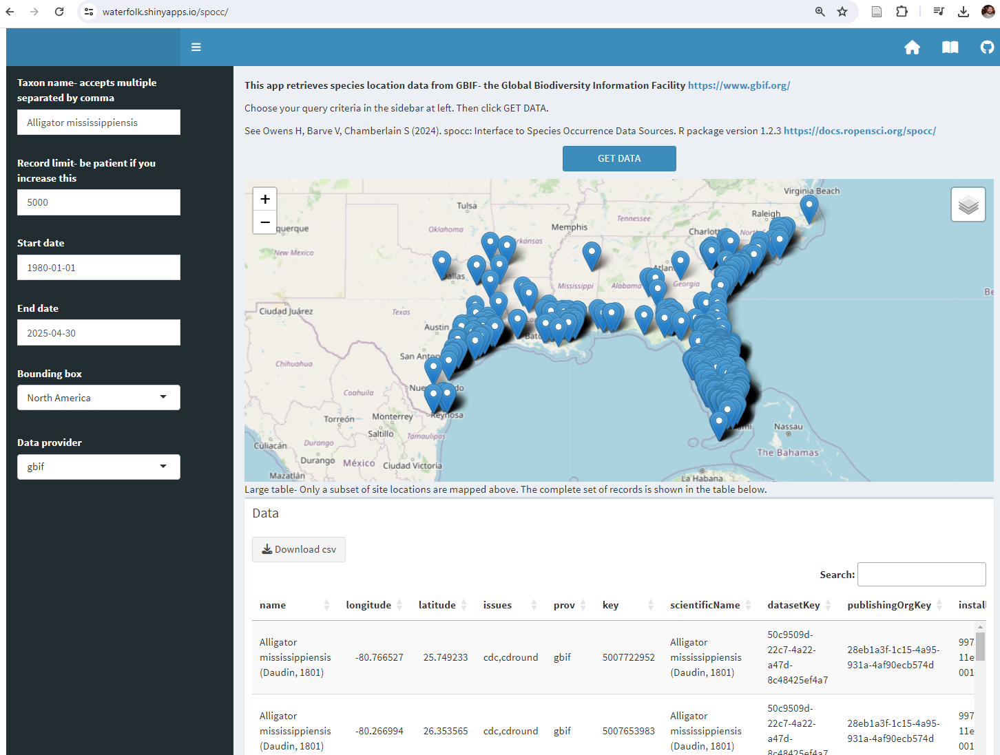 waterfolk.shinyapps.io/spocc/
Taxon name- accepts multiple
separated by comma
Alligator mississippiensis
Record limit- be patient if you
increase this
5000
Start date
1980-01-01
End date
2025-04-30
Bounding box
North America
Data provider
gbif
This app retrieves species location data from GBIF- the Global Biodiversity Information Facility https://www.gbif.org/
Choose your query criteria in the sidebar at left. Then click GET DATA.
See Owens H, Barve V, Chamberlain S (2024). spocc: Interface to Species Occurrence Data Sources. R package version 1.2.3 https://docs.ropensci.org/spocc/
GET DATA
+
−
Virginia Beach
Tulsa
Raleigh
Tennessee
Memphis
querque
Oklahoma
Charlott
North
kansas
New Mexico
Atlan
Dallas
Mississippi
Alabama
Georgia
Be
Ciudad Juárez
Texas
Austin
Bato
San Anton
Chihuahua
Nue
do
Coahuila
Reynosa
Torreón
Monterrey
Saltillo
Tamaulipas
ami
Nassau
Culiacán
Durango
Durango
México
Ciudad Victoria
The Bahamas
Mazatlán
La Habana
Large table- Only a subset of site locations are mapped above. The complete set of records is shown in the table below.
Data
Download csv
Search:
name longitude latitude issues prov key scientificName datasetKey publishingOrgKey install
Alligator
mississippiensis
(Daudin, 1801)
-80.766527
25.749233
cdc,cdround
gbif
5007722952
Alligator
mississippiensis
(Daudin, 1801)
50c9509d-
22c7-4a22-
a47d-
8c48425ef4a7
28eb1a3f-1c15-4a95-
931a-4af90ecb574d
997
11e
001
Alligator
mississippiensis
(Daudin, 1801)
-80.266994
26.353565
cdc,cdround
gbif
5007653983
Alligator
mississippiensis
(Daudin, 1801)
50c9509d-
22c7-4a22-
a47d-
8c48425ef4a7
28eb1a3f-1c15-4a95-
931a-4af90ecb574d
997
11e
001